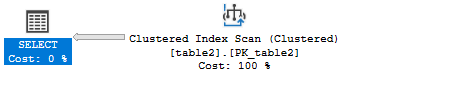 SELECT
Cost: 0 %
Clustered Index Scan (Clustered)
[table2].[PK_table2]
Cost: 100 %